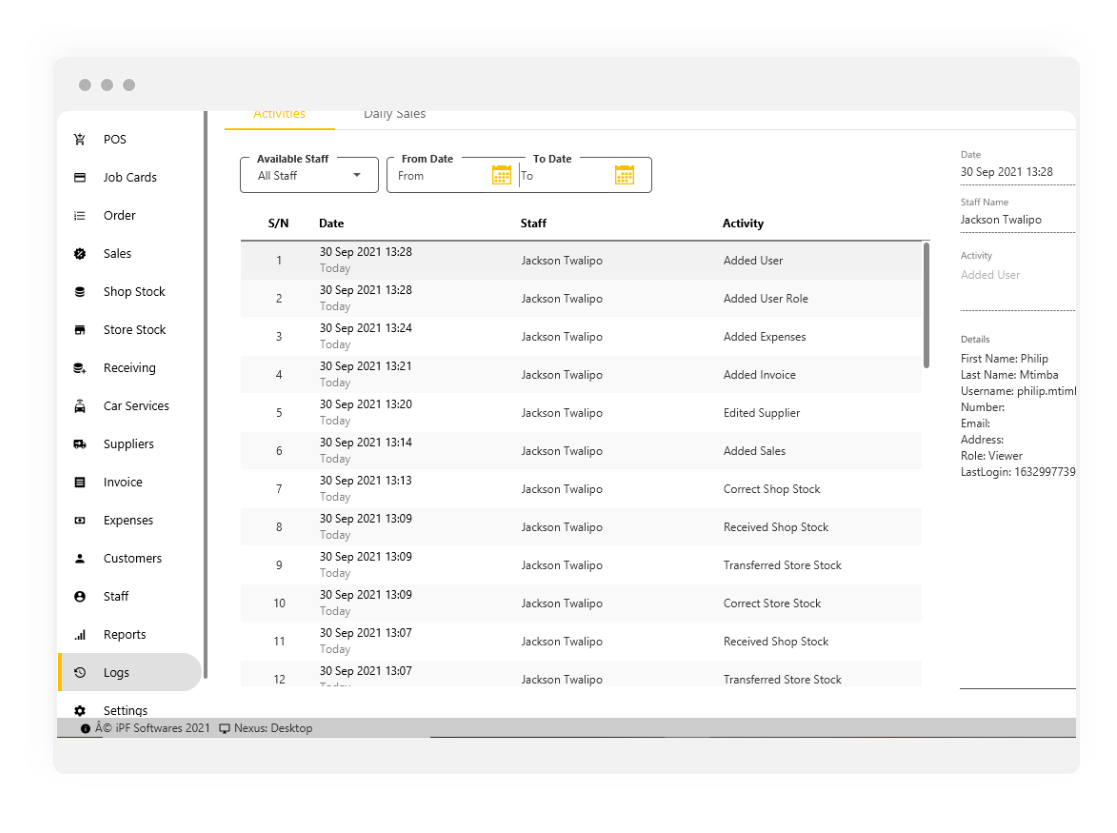 POS
Job Cards
Order
Sales
Shop Stock
Store Stock
Receiving
Car Services
Suppliers
Invoice
Expenses
Customers
Staff
Reports
Logs
Settings
Activities Daily Sales
Available Staff From Date To Date
All Staff From To
S/N Date Staff Activity
1 30 Sep 2021 13:28 Jackson Twalipo Added User
Today
2 30 Sep 2021 13:28 Jackson Twalipo Added User Role
Today
3 30 Sep 2021 13:24 Jackson Twalipo Added Expenses
Today
4 30 Sep 2021 13:21 Jackson Twalipo Added Invoice
Today
5 30 Sep 2021 13:20 Jackson Twalipo Edited Supplier
Today
6 30 Sep 2021 13:14 Jackson Twalipo Added Sales
Today
7 30 Sep 2021 13:13 Jackson Twalipo Correct Shop Stock
Today
8 30 Sep 2021 13:09 Jackson Twalipo Received Shop Stock
Today
9 30 Sep 2021 13:09 Jackson Twalipo Transferred Store Stock
Today
10 30 Sep 2021 13:09 Jackson Twalipo Correct Store Stock
Today
11 30 Sep 2021 13:07 Jackson Twalipo Received Shop Stock
Today
12 30 Sep 2021 13:07 Jackson Twalipo Transferred Store Stock
Today
Date
30 Sep 2021 13:28
Staff Name
Jackson Twalipo
Activity
Added User
Details
First Name: Philip
Last Name: Mtimba
Username: philip.mtim
Number:
Email:
Address:
Role: Viewer
LastLogin: 1632997739
Â© iPF Softwares 2021 Nexus: Desktop